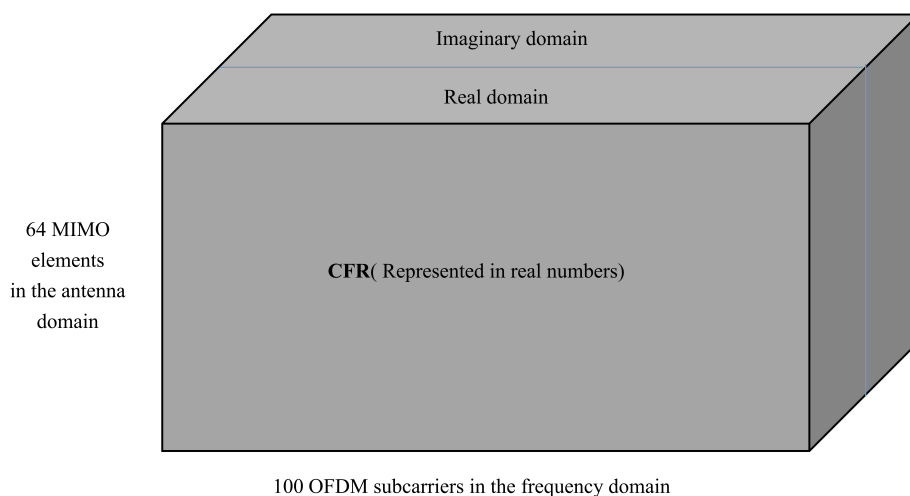 Imaginary domain
Real domain
64 MIMO
elements
in the antenna
domain
CFR( Represented in real numbers)
100 OFDM subcarriers in the frequency domain